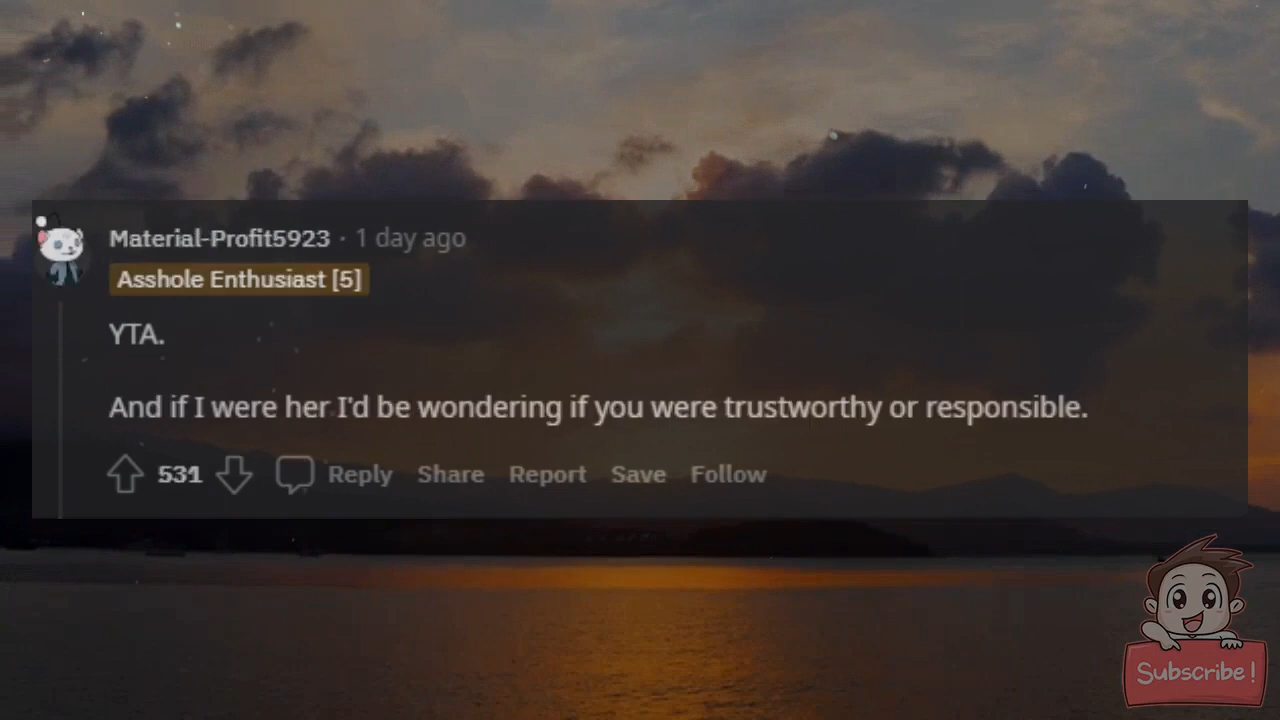 Material-Profit5923 · 1 day ago
Asshole Enthusiast [5]
YTA.
And if I were her I'd be wondering if you were trustworthy or responsible.
531 Reply Share Report Save Follow
Subscribe!